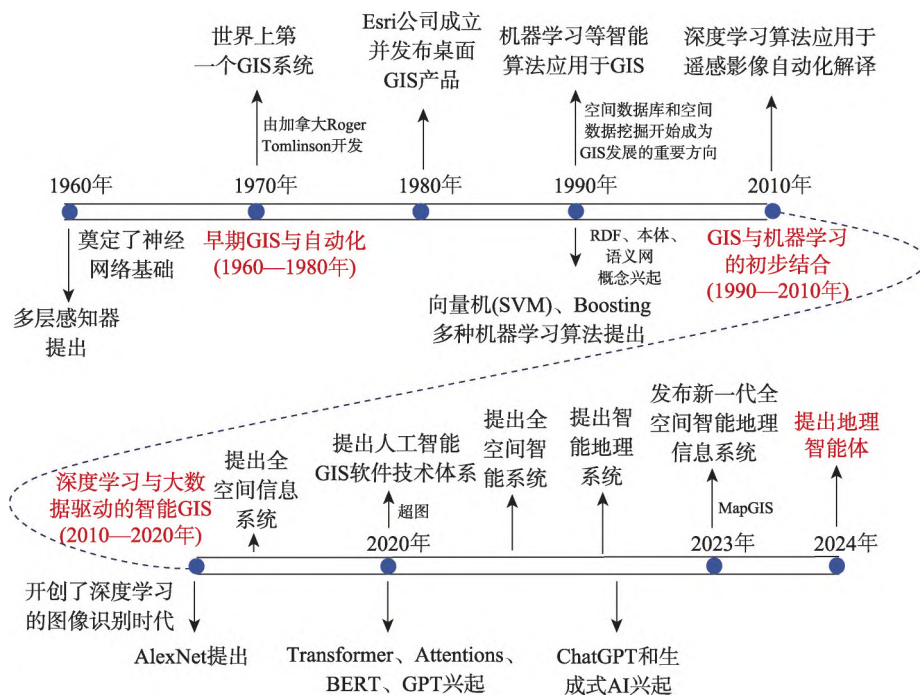 世界上第
一个GIS系统
Esri公司成立
并发布桌面
GIS产品
机器学习等智能
算法应用于GIS
深度学习算法应用于
遥感影像自动化解译
由加拿大Roger
Tomlinson开发
空间数据库和空间
数据挖掘开始成为
GIS发展的重要方向
1960年
1970年
1980年
1990年
2010年
奠定了神经
网络基础
早期GIS与自动化
(1960—1980年)
RDF、本体、
语义网
概念兴起
GIS与机器学习
的初步结合
(1990—2010年)
多层感知器
提出
向量机(SVM)、Boosting
多种机器学习算法提出
深度学习与大数
据驱动的智能GIS
(2010—2020年)
提出全
空间信息
系统
提出人工智能
GIS软件技术体系
超图
提出全
空间智
能系统
提出智
能地理
系统
发布新一代全
空间智能地理
信息系统
MapGIS
提出地理
智能体
2020年
2023年
2024年
开创了深度学习
的图像识别时代
AlexNet提出
Transformer、Attentions、
BERT、GPT兴起
ChatGPT和生
成式AI兴起